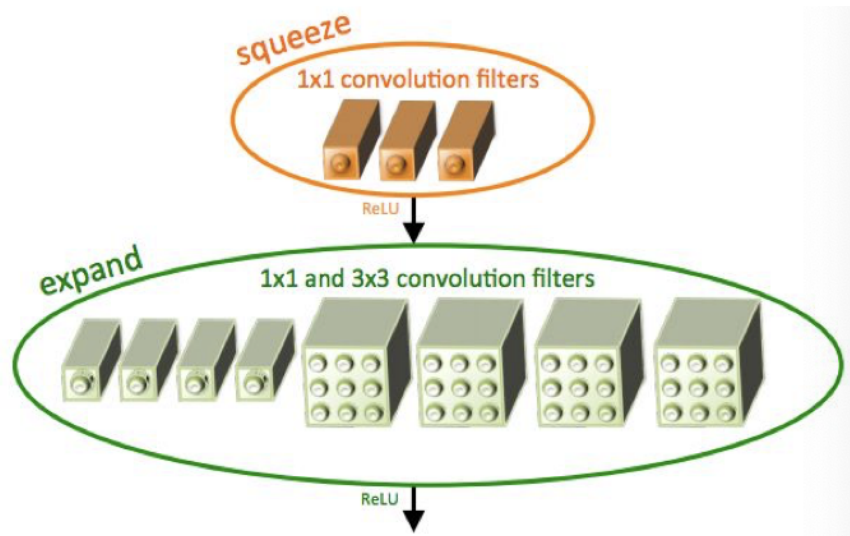 squeeze
1x1 convolution filters
ReLU
expand
1x1 and 3x3 convolution filters
ReLU